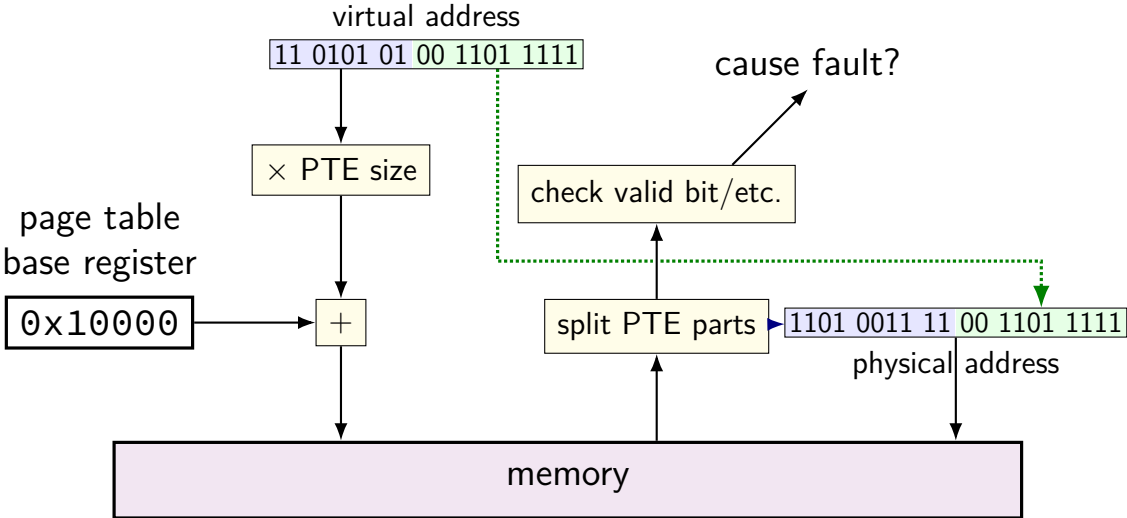 virtual address
11 0101 01 00 1101 1111
cause fault?
× PTE size
check valid bit/etc.
page table
base register
0x10000
+
split PTE parts
1101 0011 11 00 1101 1111
physical address
memory